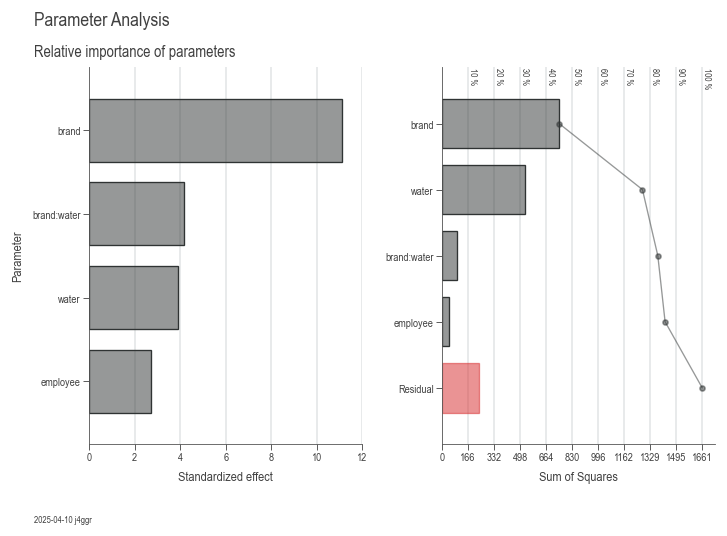 Parameter Analysis
Relative importance of parameters
10 %
20 %
30 %
40 %
50 %
60 %
70 %
80 %
90 %
100 %
Parameter
brand
brand:water
water
employee
0 2 4 6 8 10 12
Standardized effect
brand
water
brand:water
employee
Residual
0 166 332 498 664 830 996 1162 1329 1495 1661
Sum of Squares
2025-04-10 j4ggr